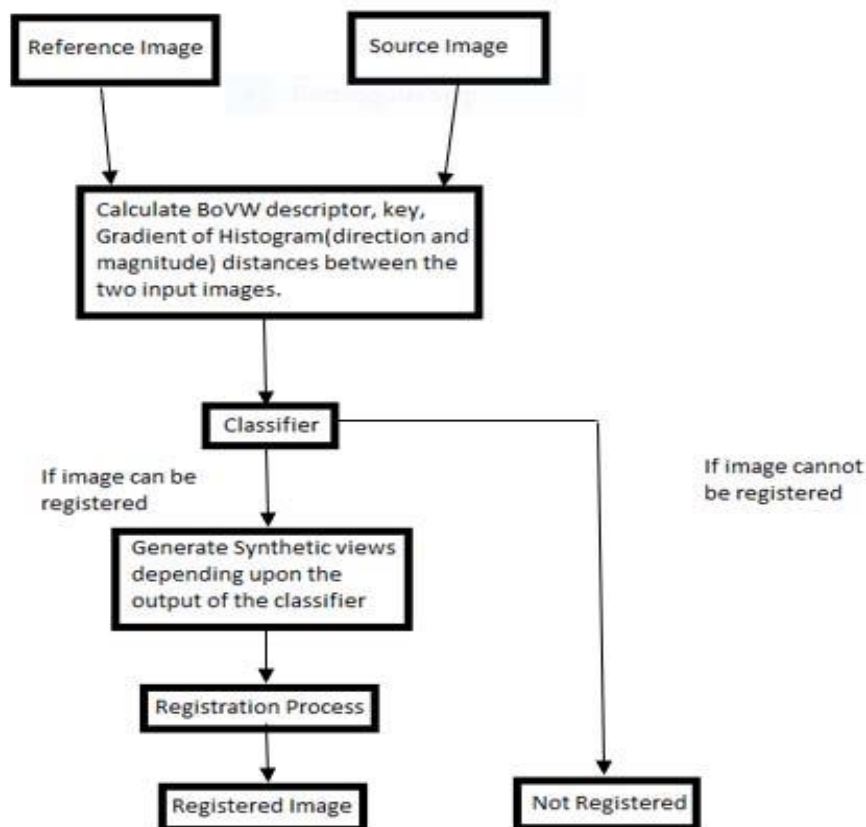 Reference Image
Source Image
Calculate BoVW descriptor, key,
Gradient of Histogram(direction and
magnitude) distances between the
two input images.
Classifier
If image can be
registered
If image cannot
be registered
Generate Synthetic views
depending upon the
output of the classifier
Registration Process
Registered Image
Not Registered